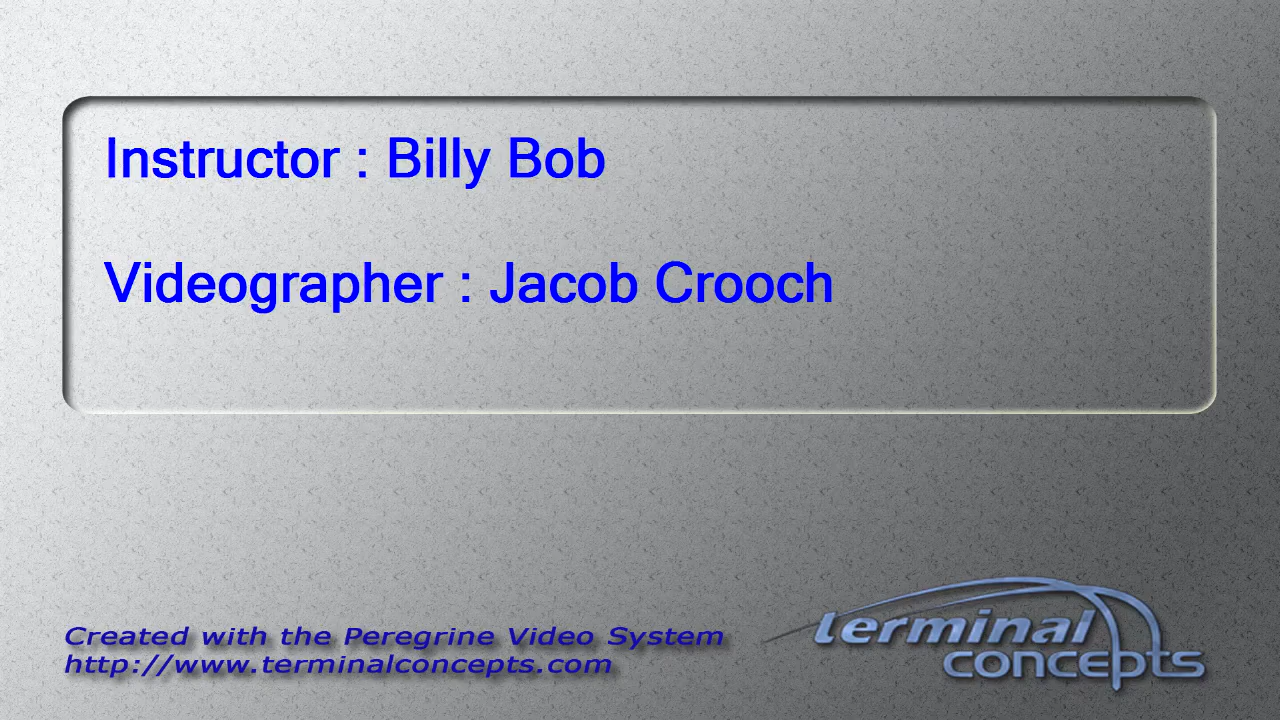 Instructor : Billy Bob
Videographer : Jacob Crooch
Created with the Peregrine Video System
http://www.terminalconcepts.com
terminal
concepts